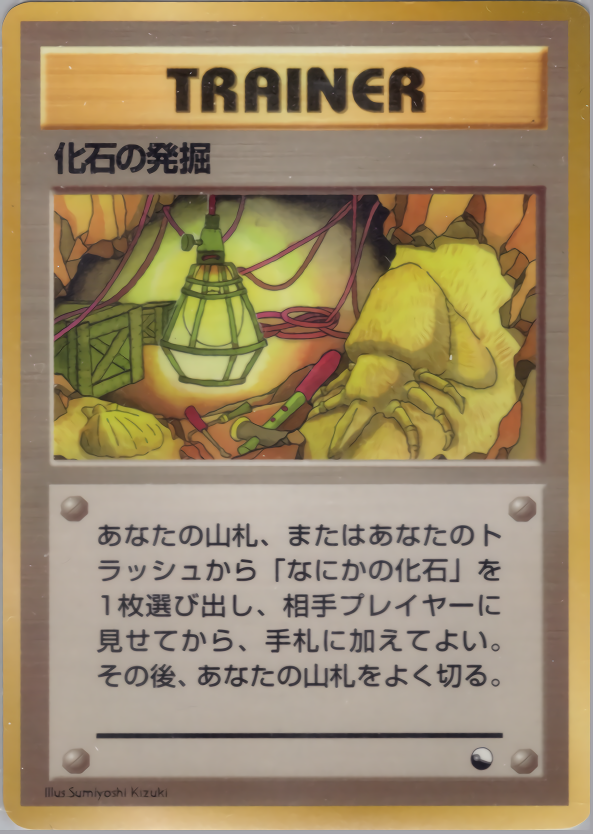 TRAINER
化石の発掘
あなたの山札、またはあなたのト
ラッシュから「なにかの化石」を
1枚選び出し、相手プレイヤーに
見せてから、手札に加えてよい。
その後、あなたの山札をよく切る。
Illus.Sumiyoshi Kizuki